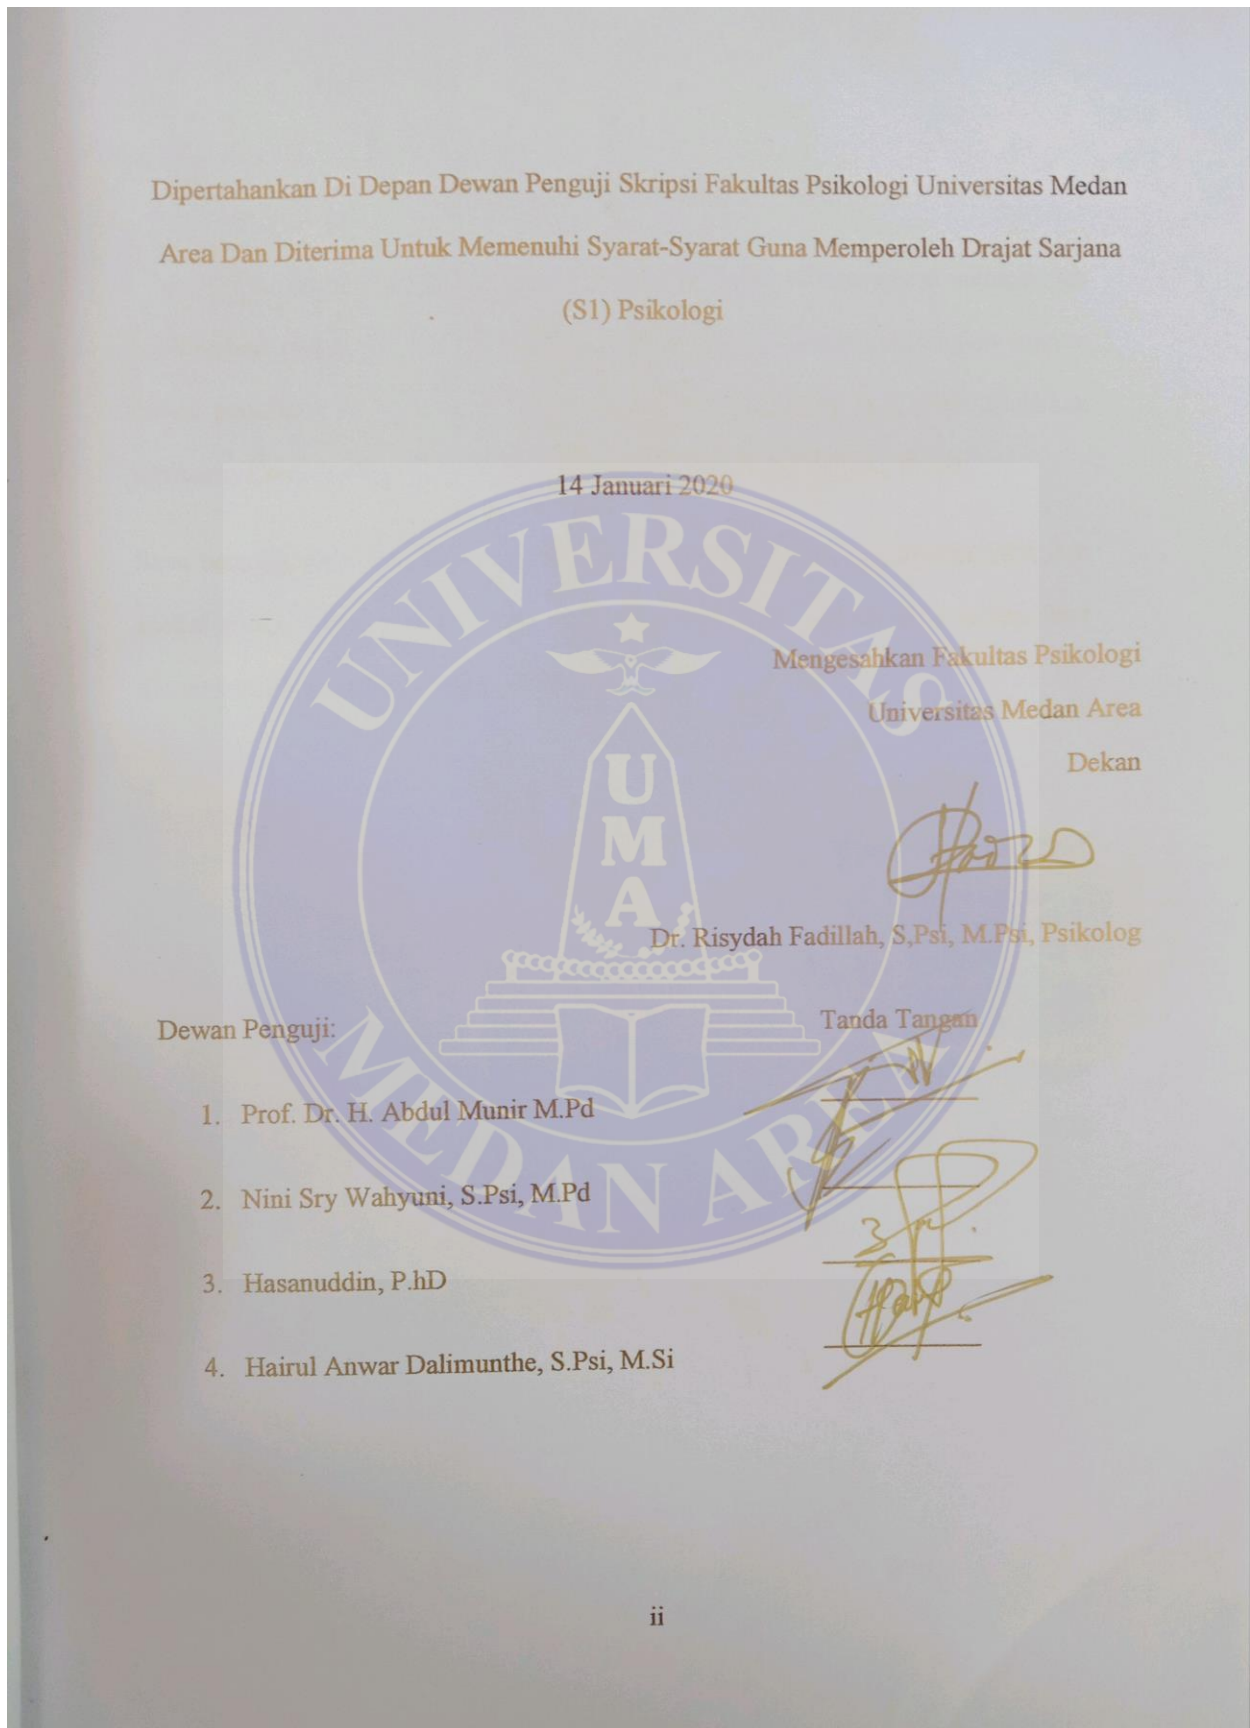 Dipertahankan Di Depan Dewan Penguji Skripsi Fakultas Psikologi Universitas Medan
Area Dan Diterima Untuk Memenuhi Syarat-Syarat Guna Memperoleh Drajat Sarjana
(S1) Psikologi
14 Januari 2020
UNIVERSITAS
Mengesahkan Fakultas Psikologi
Universitas Medan Area
Dekan
U
M
A
Dr. Risydah Fadillah, S,Psi, M.Psi, Psikolog
Dewan Penguji:
Tanda Tangan
1. Prof. Dr. H. Abdul Munir M.Pd
2. Nini Sry Wahyuni, S.Psi, M.Pd
3
3. Hasanuddin, P.hD
4. Hairul Anwar Dalimunthe, S.Psi, M.Si
MEDAN AREA
ii